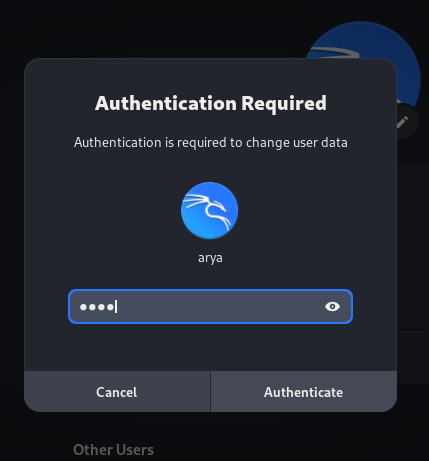 Authentication Required
Authentication is required to change user data
arya
●●●●
Cancel
Authenticate
Other Users